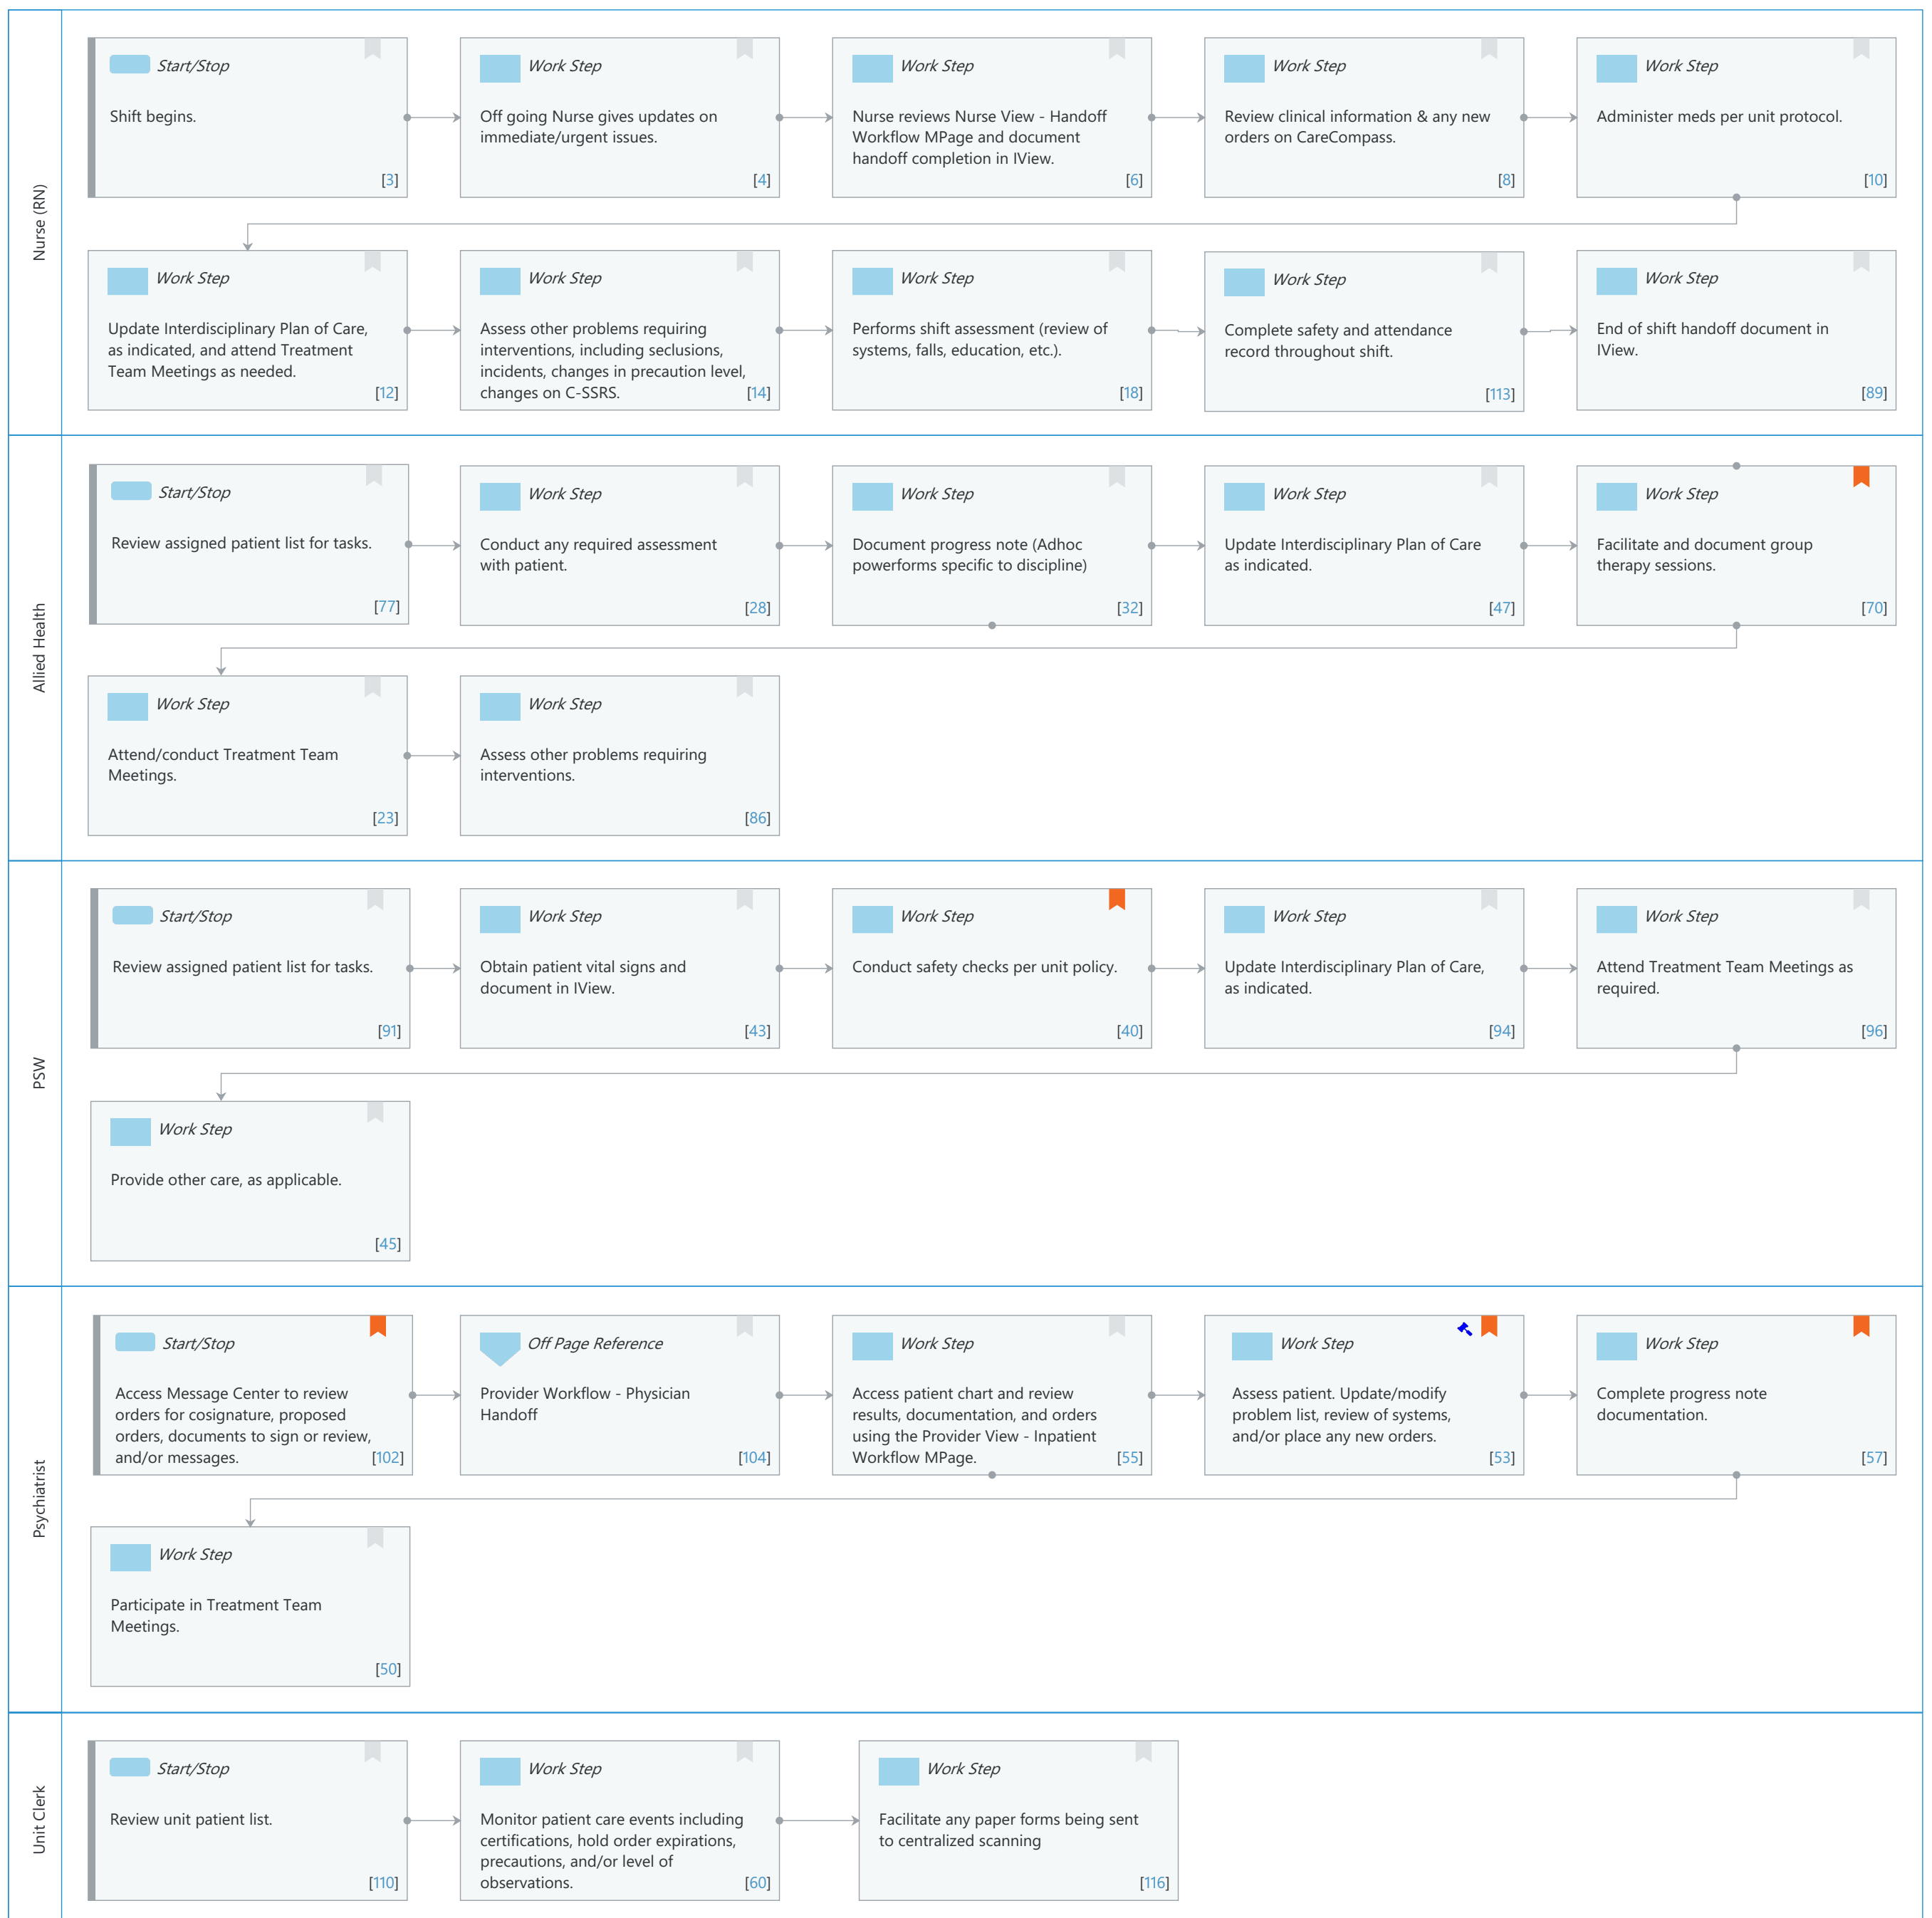 Nurse (RN)
Start/Stop
Shift begins.
[3]
Work Step
Off going Nurse gives updates on
immediate/urgent issues.
[4]
Work Step
Nurse reviews Nurse View - Handoff
Workflow MPage and document
handoff completion in IView.
[6]
Work Step
Review clinical information & any new
orders on CareCompass.
[8]
Work Step
Administer meds per unit protocol.
[10]
Work Step
Update Interdisciplinary Plan of Care,
as indicated, and attend Treatment
Team Meetings as needed.
[12]
Work Step
Assess other problems requiring
interventions, including seclusions,
incidents, changes in precaution level,
changes on C-SSRS.
[14]
Work Step
Performs shift assessment (review of
systems, falls, education, etc.).
[18]
Work Step
Complete safety and attendance
record throughout shift.
[113]
Work Step
End of shift handoff document in
IView.
[89]
Allied Health
Start/Stop
Review assigned patient list for tasks.
[77]
Work Step
Conduct any required assessment
with patient.
[28]
Work Step
Document progress note (Adhoc
powerforms specific to discipline)
[32]
Work Step
Update Interdisciplinary Plan of Care
as indicated.
[47]
Work Step
Facilitate and document group
therapy sessions.
[70]
Work Step
Attend/conduct Treatment Team
Meetings.
[23]
Work Step
Assess other problems requiring
interventions.
[86]
PSW
Start/Stop
Review assigned patient list for tasks.
[91]
Work Step
Obtain patient vital signs and
document in IView.
[43]
Work Step
Conduct safety checks per unit policy.
[40]
Work Step
Update Interdisciplinary Plan of Care,
as indicated.
[94]
Work Step
Attend Treatment Team Meetings as
required.
[96]
Work Step
Provide other care, as applicable.
[45]
Psychiatrist
Start/Stop
Access Message Center to review
orders for cosignature, proposed
orders, documents to sign or review,
and/or messages.
[102]
Off Page Reference
Provider Workflow - Physician
Handoff
[104]
Work Step
Access patient chart and review
results, documentation, and orders
using the Provider View - Inpatient
Workflow MPage.
[55]
Work Step
Assess patient. Update/modify
problem list, review of systems,
and/or place any new orders.
[53]
Work Step
Complete progress note
documentation.
[57]
Work Step
Participate in Treatment Team
Meetings.
[50]
Unit Clerk
Start/Stop
Review unit patient list.
[110]
Work Step
Monitor patient care events including
certifications, hold order expirations,
precautions, and/or level of
observations.
[60]
Work Step
Facilitate any paper forms being sent
to centralized scanning
[116]